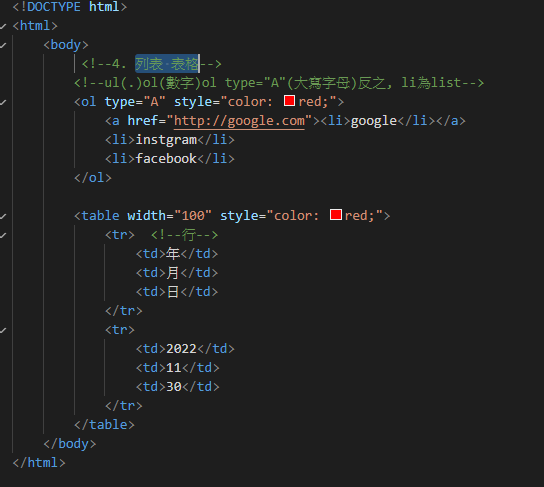 <!DOCTYPE html>
<html>
<body>
<!--4. 列表 表格-->
<!--ul(.)ol(數字)ol type="A"(大寫字母)反之, li為list-->
<ol type="A" style="color: red;">
<a href="http://google.com"><li>google</li></a>
<li>instgram</li>
<li>facebook</li>
</ol>
<table width="100" style="color: red;">
<tr> <!--行-->
<td>年</td>
<td>月</td>
<td>日</td>
</tr>
<tr>
<td>2022</td>
<td>11</td>
<td>30</td>
</tr>
</table>
</body>
</html>